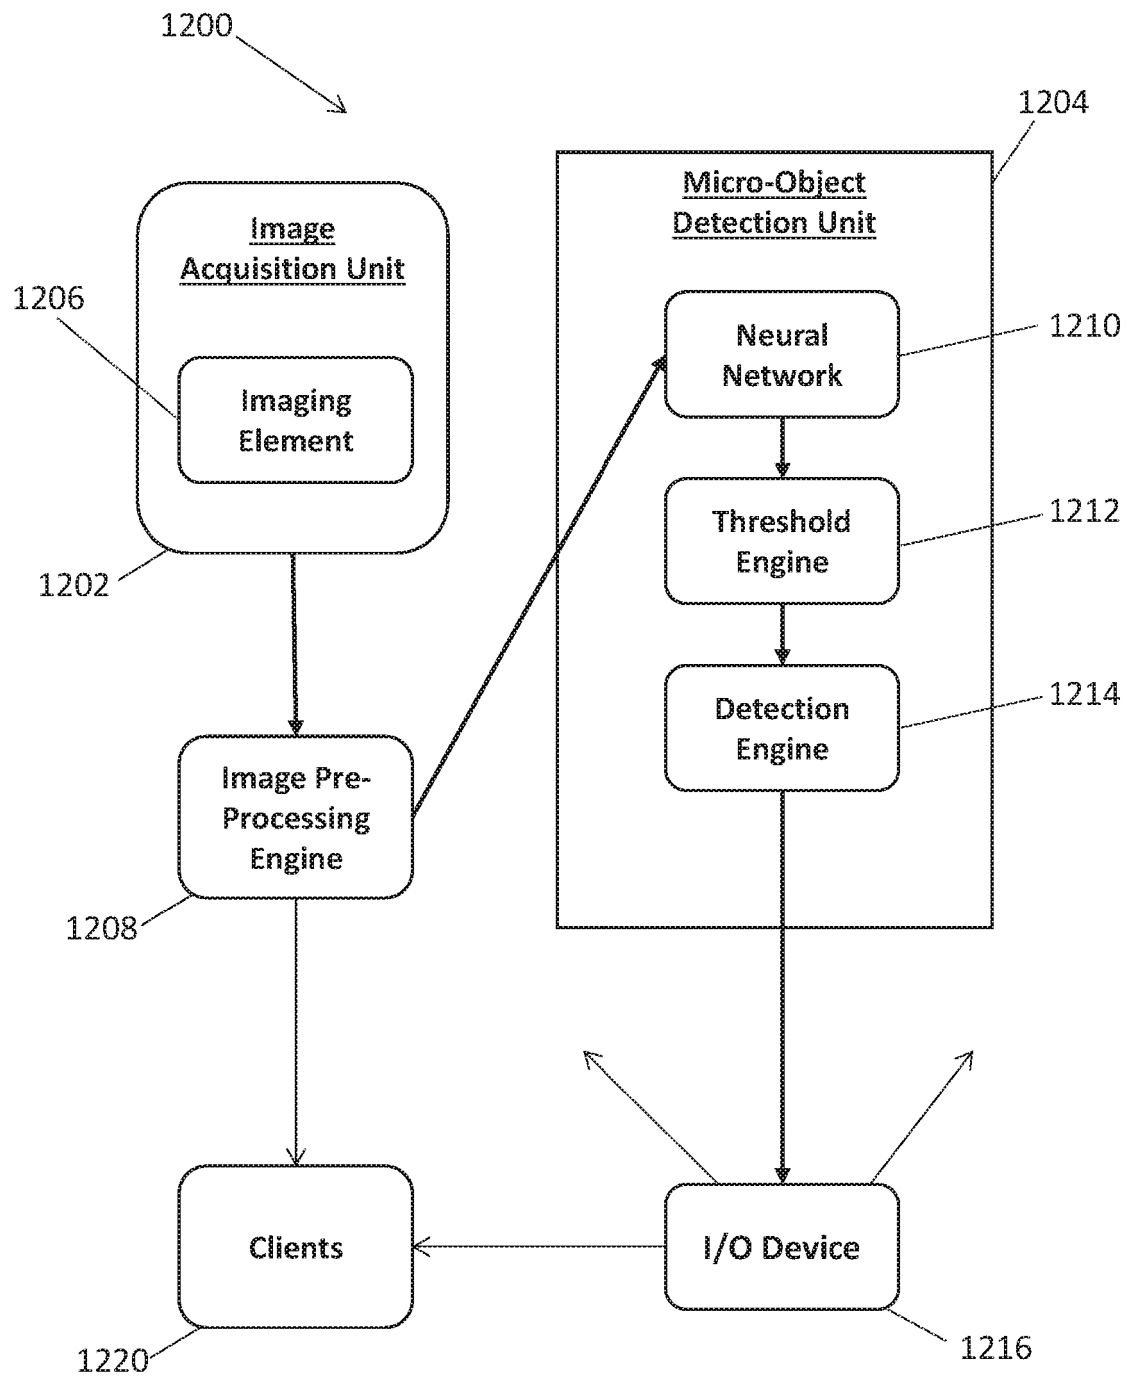 1200
1204
Micro-Object
Detection Unit
Image
Acquisition Unit
1206
Imaging
Element
1202
Neural
Network
1210
Threshold
Engine
1212
Detection
Engine
1214
Image Pre-
Processing
Engine
1208
Clients
1220
I/O Device
1216